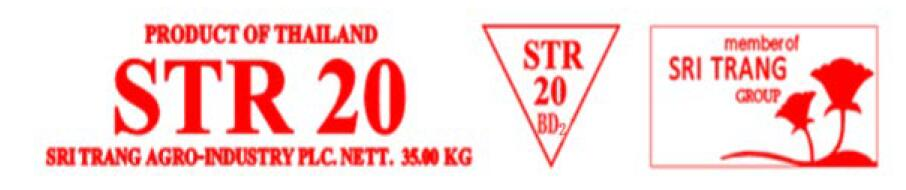 PRODUCT OF THAILAND
STR 20
SRI TRANG AGRO-INDUSTRY PLC. NETT. 35.00 KG
STR
20
BD₂
member of
SRI TRANG
GROUP